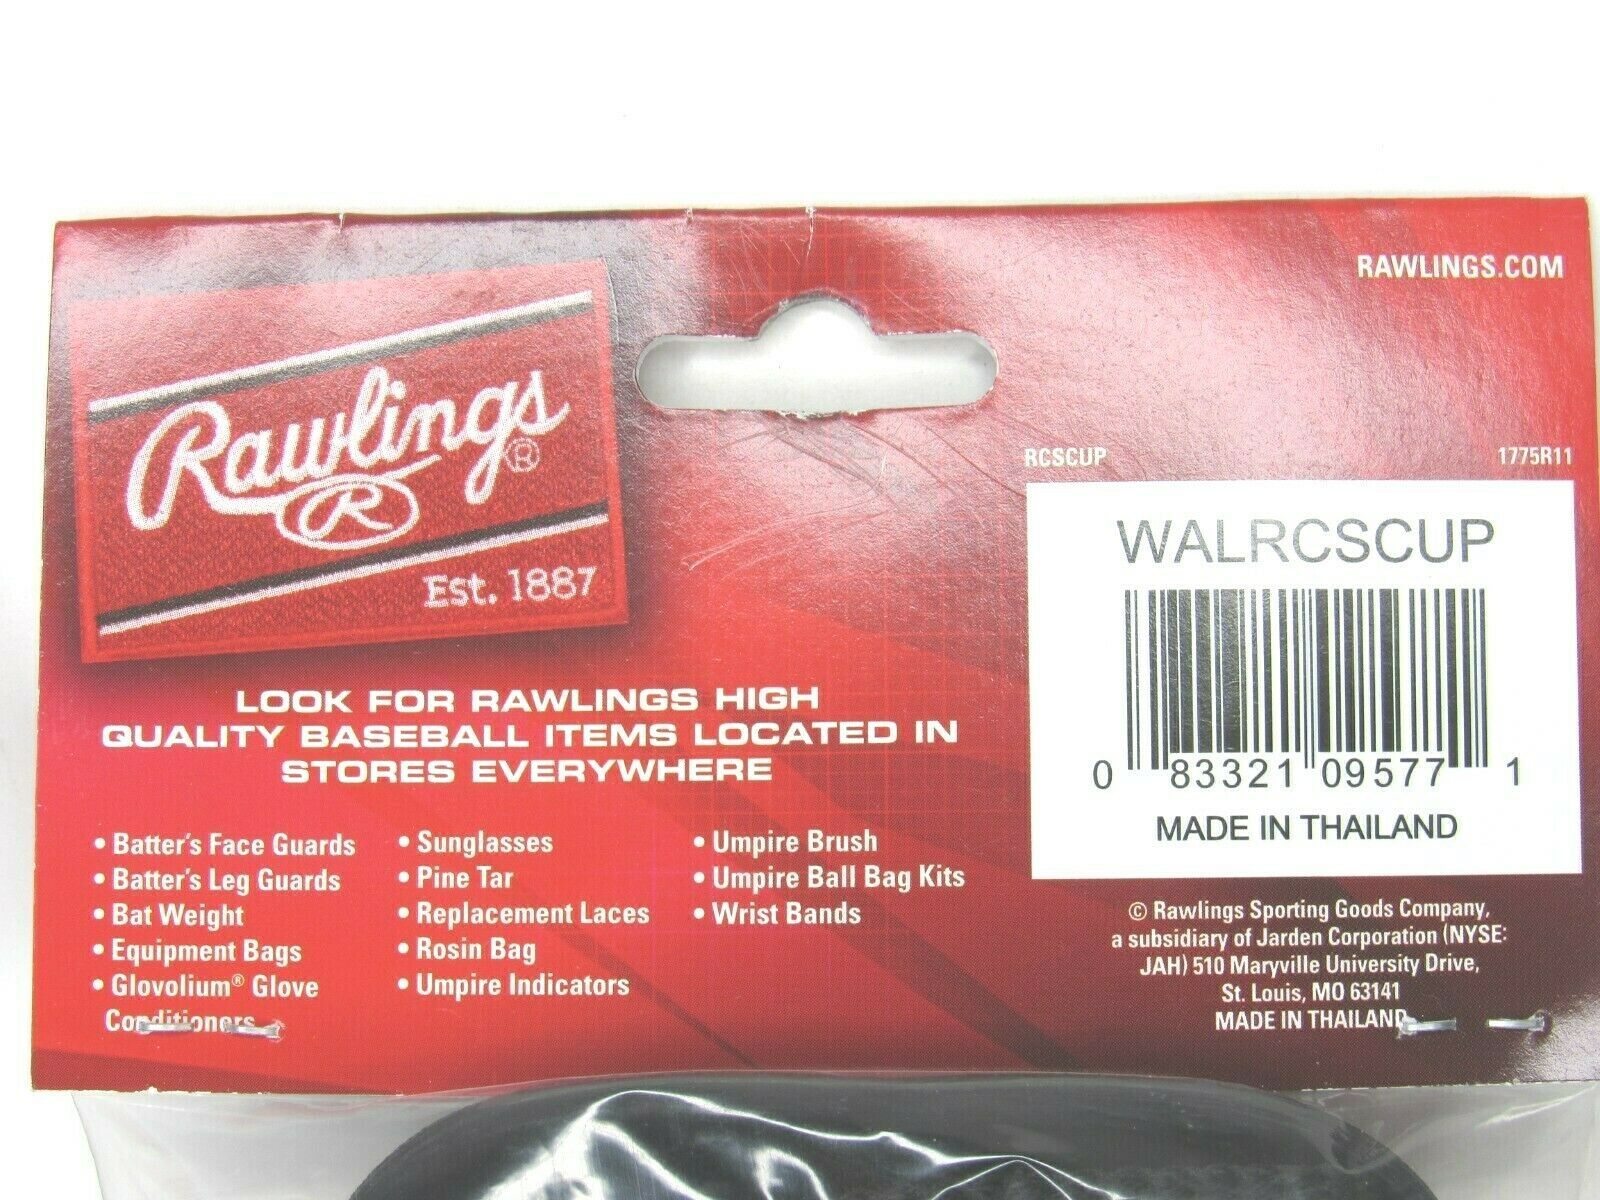 RAWLINGS.COM
Rawlings®
R
Est. 1887
LOOK FOR RAWLINGS HIGH
QUALITY BASEBALL ITEMS LOCATED IN
STORES EVERYWHERE
• Batter's Face Guards
• Batter's Leg Guards
• Bat Weight
• Equipment Bags
• Glovolium® Glove
Conditioners
• Sunglasses
• Pine Tar
• Replacement Laces
• Rosin Bag
• Umpire Indicators
• Umpire Brush
• Umpire Ball Bag Kits
• Wrist Bands
RCSCUP 1775R11
WALRCSCUP
0 83321 09577 1
MADE IN THAILAND
© Rawlings Sporting Goods Company,
a subsidiary of Jarden Corporation (NYSE:
JAH) 510 Maryville University Drive,
St. Louis, MO 63141
MADE IN THAILAND